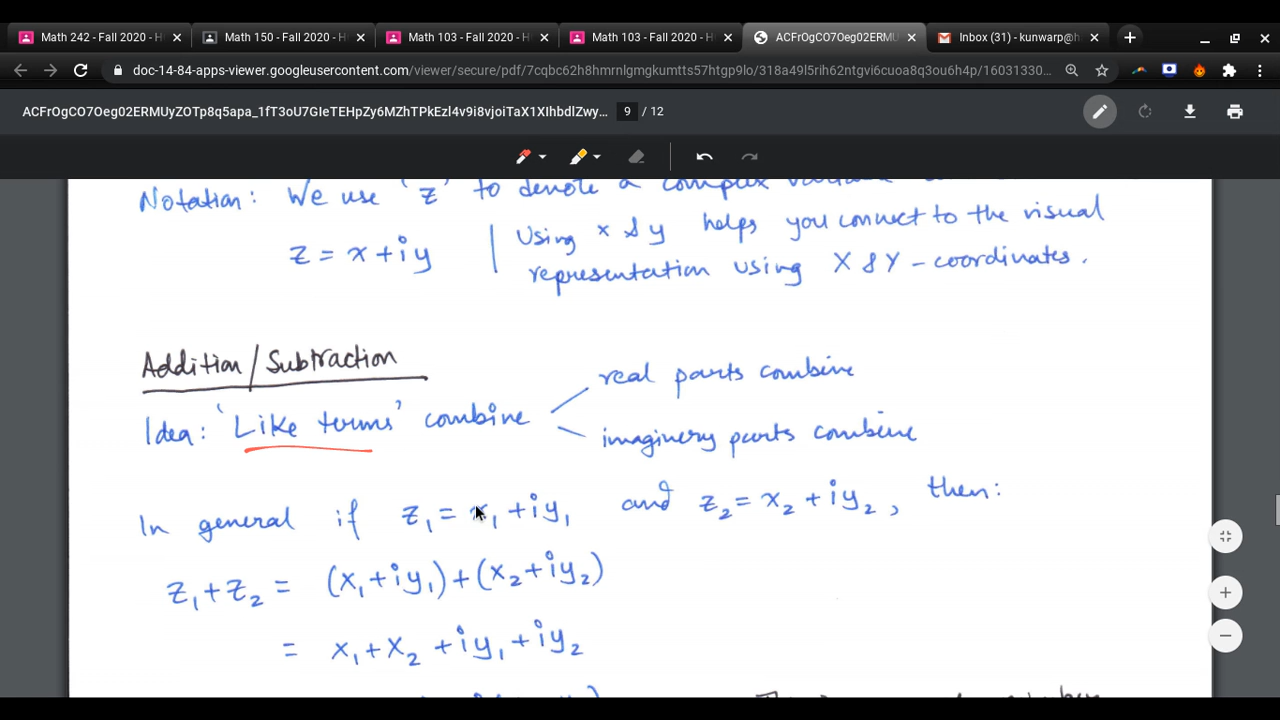 Math 242 - Fall 2020 - H
Math 150 - Fall 2020 - H
Math 103 - Fall 2020 - H
Math 103 - Fall 2020 - H
ACFrOgCO7Oeg02ERMU
Inbox (31) - kunwarp@h
doc-14-84-apps-viewer.googleusercontent.com/viewer/secure/pdf/7cqbc62h8hmrnlgmgkumtts57htgp9lo/318a49l5rih62ntgvi6cuoa8q3ou6h4p/16031330...
ACFrOgCO7Oeg02ERMUyZOTp8q5apa_1fT3oU7GIeTEHpZy6MZhTPkEzl4v9i8vjoiTaX1XIhbdlZwy...
9 / 12
Notation: We use 'z' to denote a complex
z = x + iy
Using x & y helps you connect to the visual
representation using X & Y - coordinates.
Addition/Subtraction
Idea: 'Like terms' combine
real parts combine
imaginery parts combine
In general if z₁ = x₁ + iy₁ and z₂ = x₂ + iy₂, then:
z₁ + z₂ = (x₁ + iy₁) + (x₂ + iy₂)
= x₁ + x₂ + iy₁ + iy₂